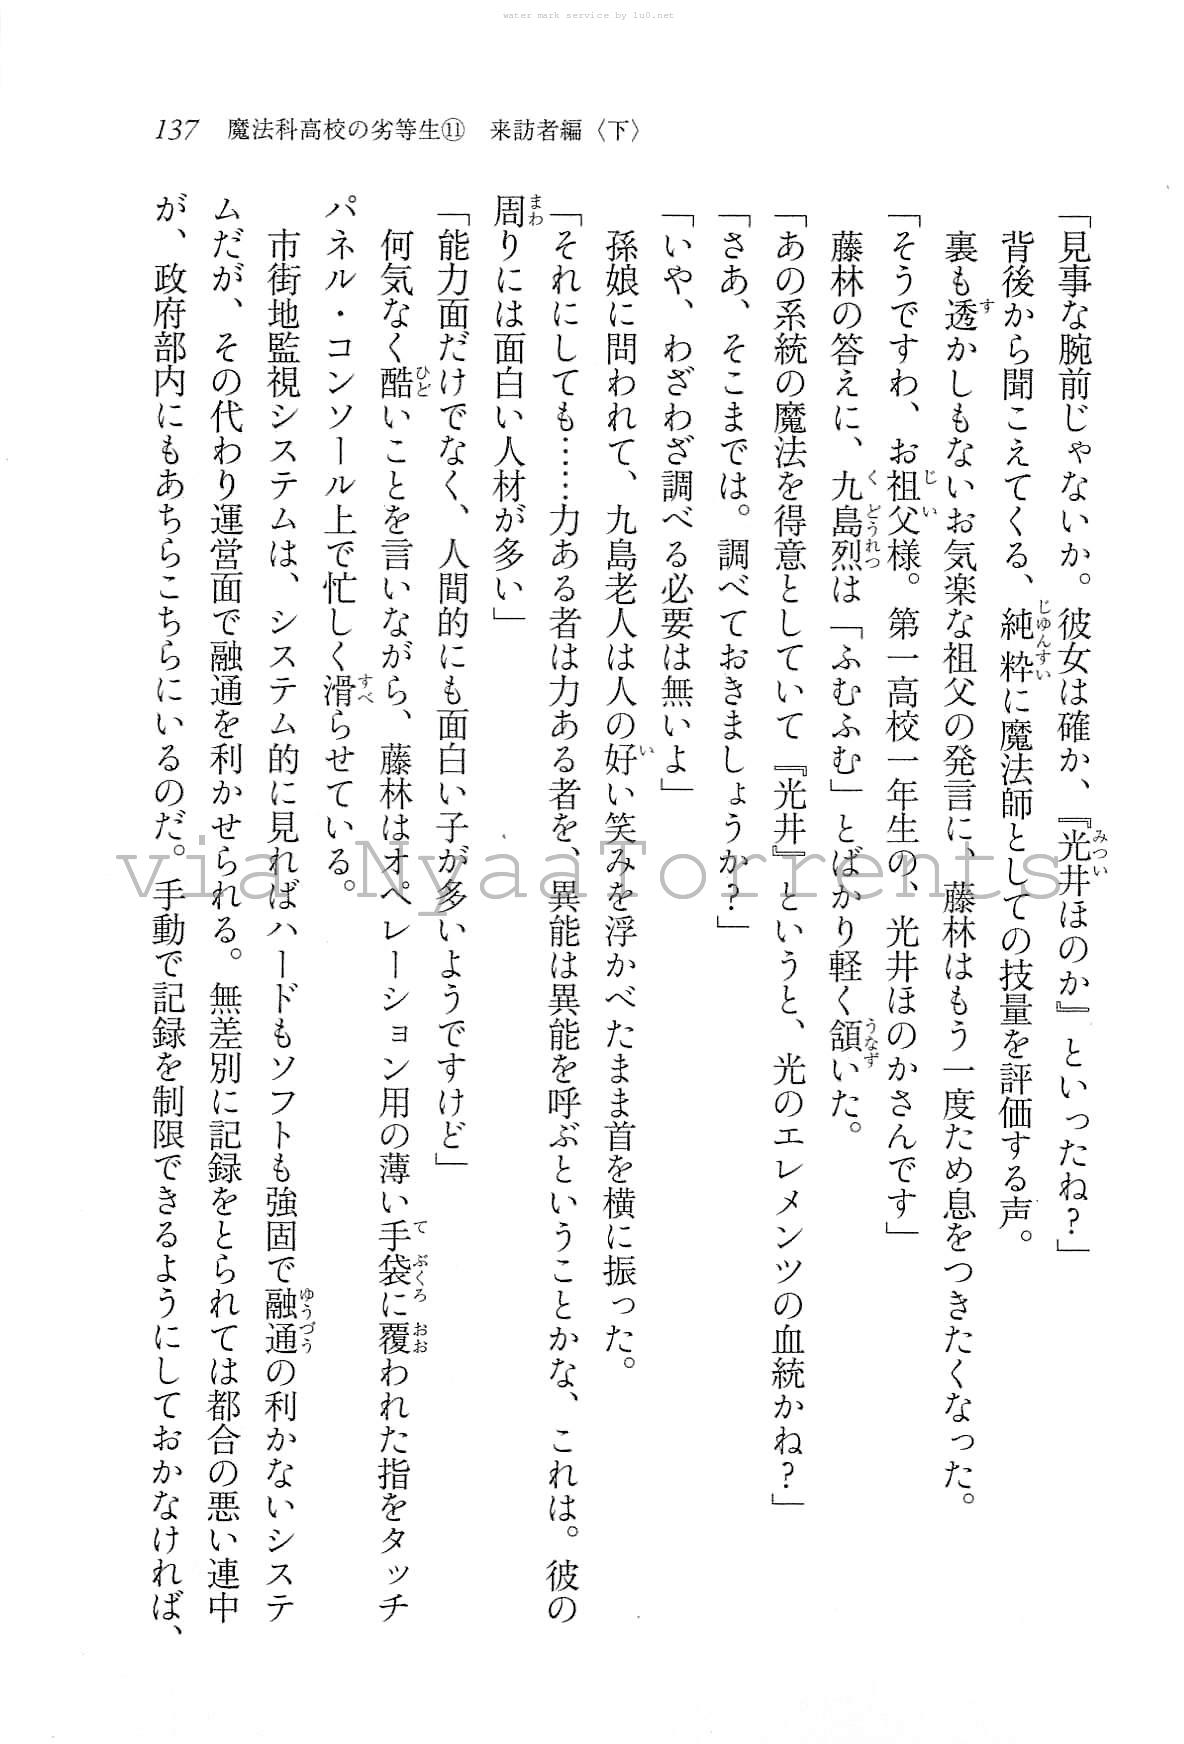 water mark service by lu0.net
137 魔法科高校の劣等生⑪ 来訪者編〈下〉
「見事な腕前じゃないか。彼女は確か、『光井ほのか』といったね?」
背後から聞こえてくる、純粋に魔法師としての技量を評価する声。
裏も透かしもないお気楽な祖父の発言に、藤林はもう一度ため息をつきたくなった。
「そうですわ、お祖父様。第一高校一年生の、光井ほのかさんです」
藤林の答えに、九島烈は「ふむふむ」とばかり軽く頷いた。
「あの系統の魔法を得意としていて『光井』というと、光のエレメンツの血統かね?」
「さあ、そこまでは。調べておきましょうか?」
「いや、わざわざ調べる必要は無いよ」
孫娘に問われて、九島老人は人の好い笑みを浮かべたまま首を横に振った。
「それにしても……力ある者は力ある者を、異能は異能を呼ぶということかな、これは。彼の
周りには面白い人材が多い」
「能力面だけでなく、人間的にも面白い子が多いようですけど」
何気なく酷いことを言いながら、藤林はオペレーション用の薄い手袋に覆われた指をタッチ
パネル・コンソール上で忙しく滑らせている。
市街地監視システムは、システム的に見ればハードもソフトも強固で融通の利かないシステ
ムだが、その代わり運営面で融通を利かせられる。無差別に記録をとられては都合の悪い連中
が、政府部内にもあちらこちらにいるのだ。手動で記録を制限できるようにしておかなければ、
via NyaaTorrents